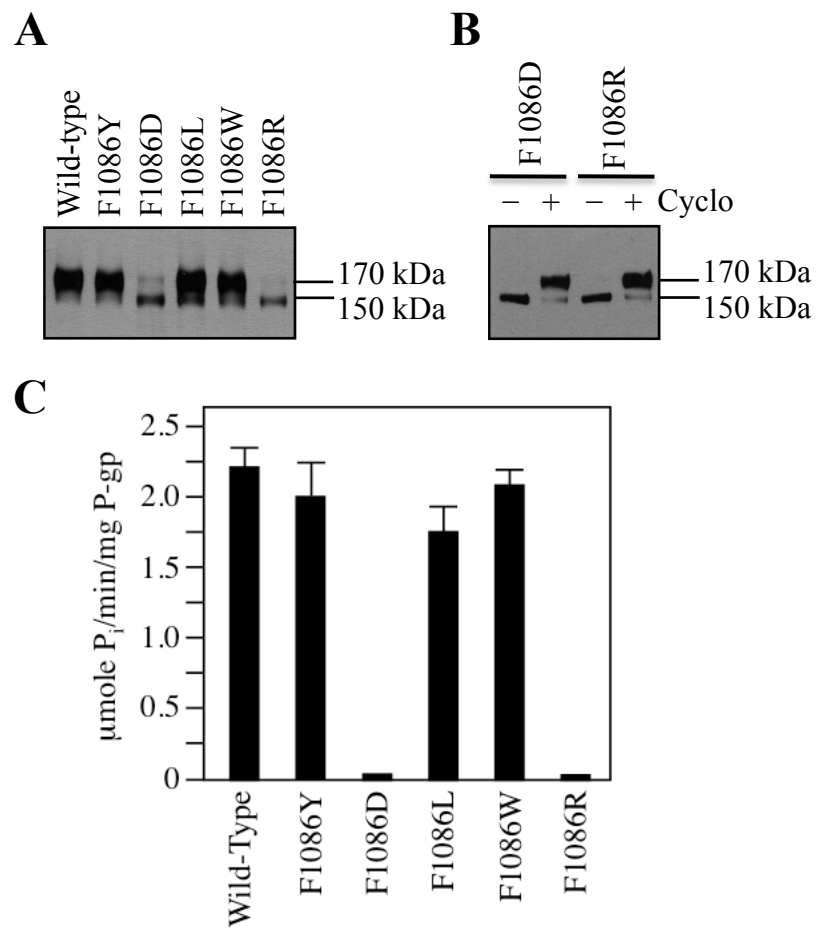 A
Wild-type
F1086Y
F1086D
F1086L
F1086W
F1086R
170 kDa
150 kDa
B
F1086D
F1086R
− + − + Cyclo
170 kDa
150 kDa
C
µmole Pi/min/mg P-gp
2.5
2.0
1.5
1.0
0.5
0
Wild-Type
F1086Y
F1086D
F1086L
F1086W
F1086R